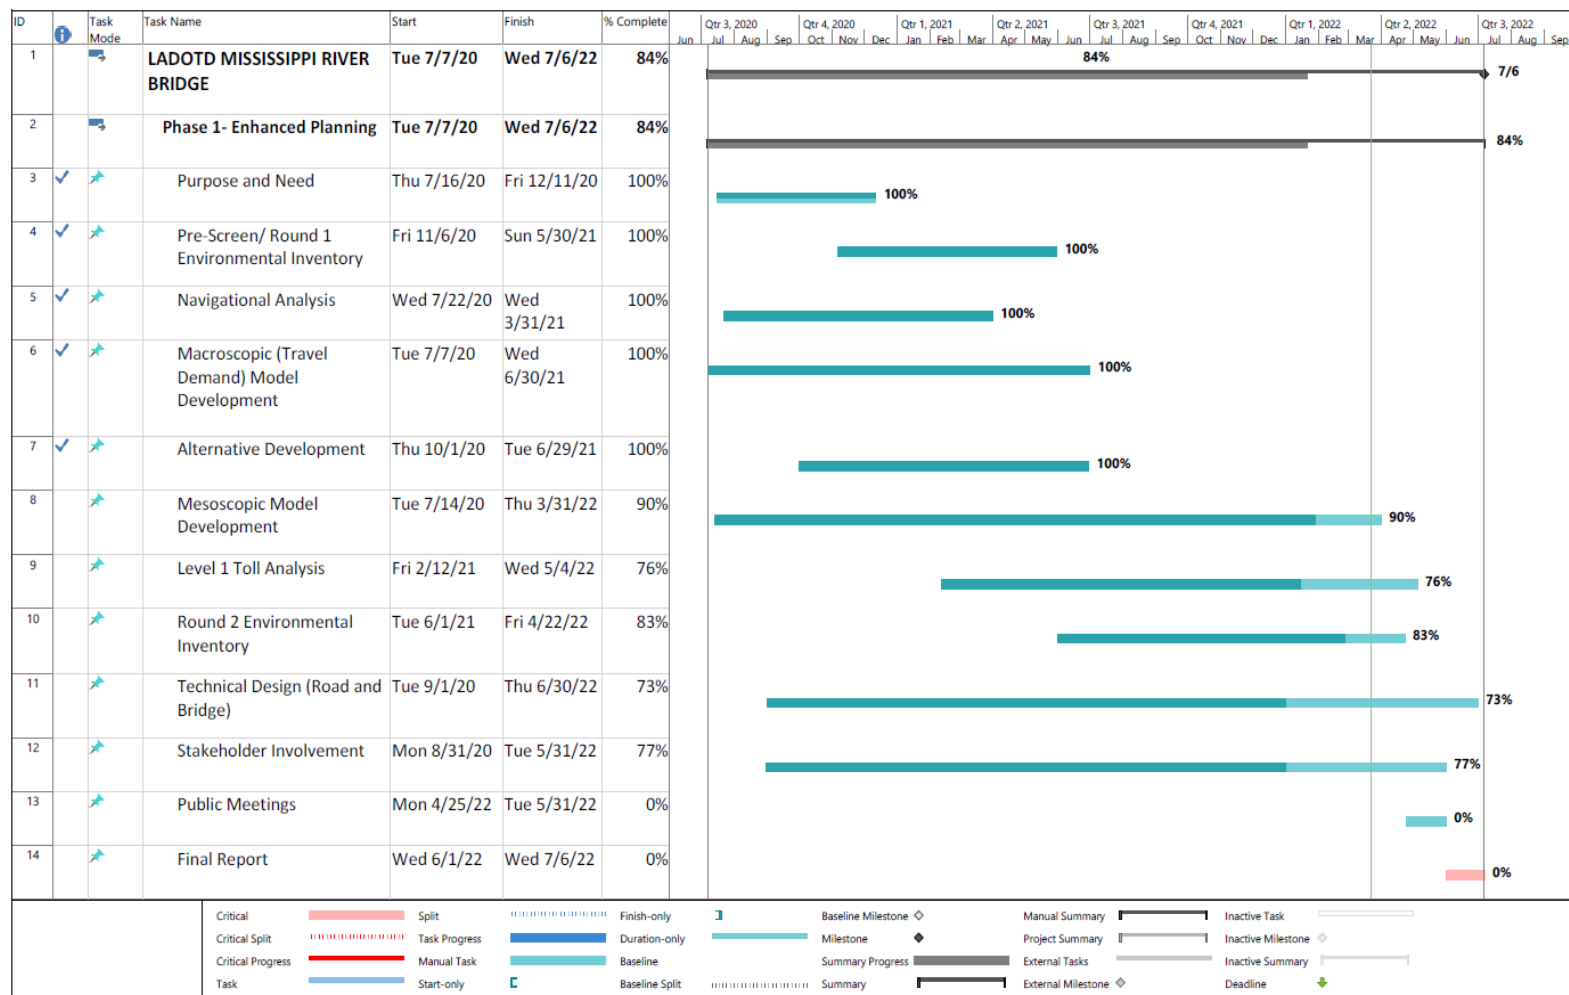 ID Task Mode Task Name Start Finish % Complete
Qtr 3, 2020 Qtr 4, 2020 Qtr 1, 2021 Qtr 2, 2021 Qtr 3, 2021 Qtr 4, 2021 Qtr 1, 2022 Qtr 2, 2022 Qtr 3, 2022
Jun Jul Aug Sep Oct Nov Dec Jan Feb Mar Apr May Jun Jul Aug Sep Oct Nov Dec Jan Feb Mar Apr May Jun Jul Aug Sep
1 LADOTD MISSISSIPPI RIVER Tue 7/7/20 Wed 7/6/22 84% 84%
BRIDGE
7/6
2 Phase 1- Enhanced Planning Tue 7/7/20 Wed 7/6/22 84%
84%
3 Purpose and Need Thu 7/16/20 Fri 12/11/20 100%
100%
4 Pre-Screen/ Round 1 Fri 11/6/20 Sun 5/30/21 100%
Environmental Inventory
100%
5 Navigational Analysis Wed 7/22/20 Wed 100%
3/31/21
100%
6 Macroscopic (Travel Tue 7/7/20 Wed 100%
Demand) Model 6/30/21
Development
100%
7 Alternative Development Thu 10/1/20 Tue 6/29/21 100%
100%
8 Mesoscopic Model Tue 7/14/20 Thu 3/31/22 90%
Development
90%
9 Level 1 Toll Analysis Fri 2/12/21 Wed 5/4/22 76%
76%
10 Round 2 Environmental Tue 6/1/21 Fri 4/22/22 83%
Inventory
83%
11 Technical Design (Road and Tue 9/1/20 Thu 6/30/22 73%
Bridge)
73%
12 Stakeholder Involvement Mon 8/31/20 Tue 5/31/22 77%
77%
13 Public Meetings Mon 4/25/22 Tue 5/31/22 0%
0%
14 Final Report Wed 6/1/22 Wed 7/6/22 0%
0%
Critical Split Finish-only Baseline Milestone Manual Summary Inactive Task
Critical Split Task Progress Duration-only Milestone Project Summary Inactive Milestone
Critical Progress Manual Task Baseline Summary Progress External Tasks Inactive Summary
Task Start-only Baseline Split Summary External Milestone Deadline